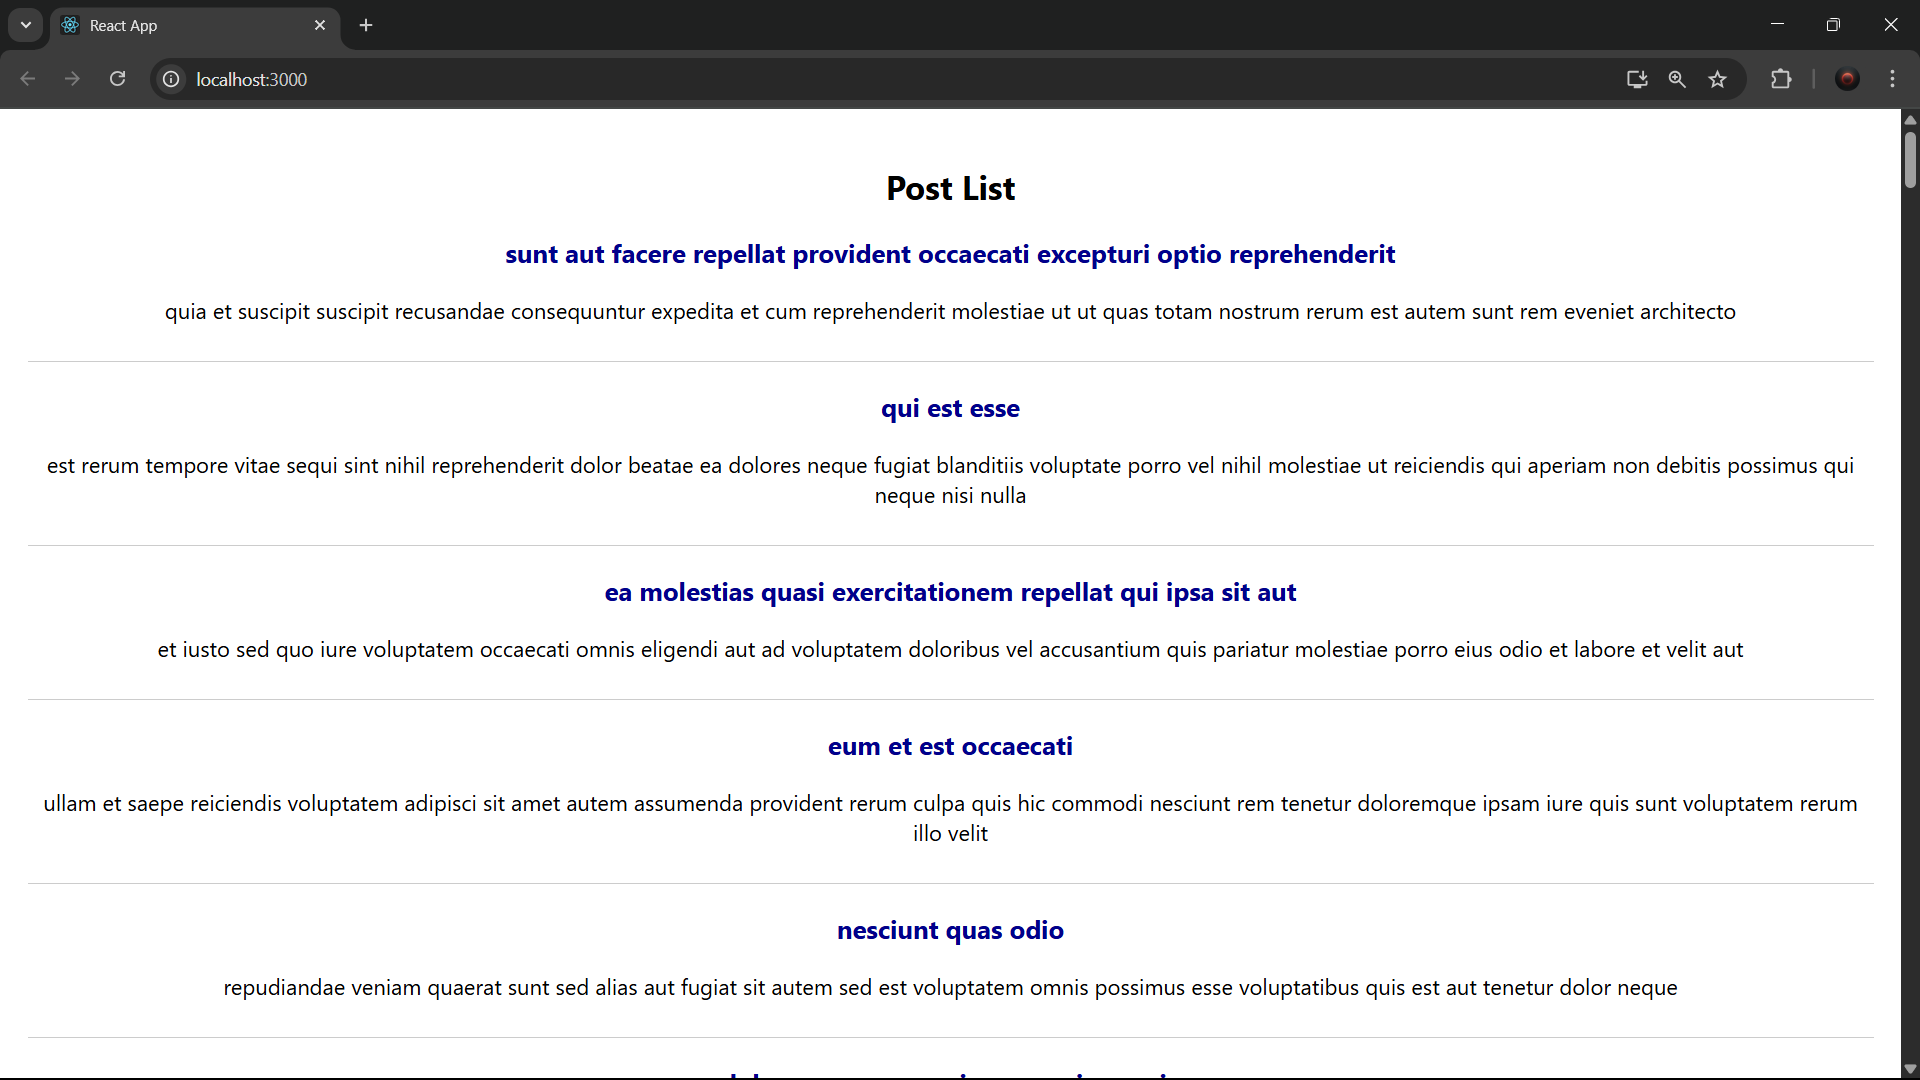 React App
localhost:3000
Post List
sunt aut facere repellat provident occaecati excepturi optio reprehenderit
quia et suscipit suscipit recusandae consequuntur expedita et cum reprehenderit molestiae ut ut quas totam nostrum rerum est autem sunt rem eveniet architecto
qui est esse
est rerum tempore vitae sequi sint nihil reprehenderit dolor beatae ea dolores neque fugiat blanditiis voluptate porro vel nihil molestiae ut reiciendis qui aperiam non debitis possimus qui
neque nisi nulla
ea molestias quasi exercitationem repellat qui ipsa sit aut
et iusto sed quo iure voluptatem occaecati omnis eligendi aut ad voluptatem doloribus vel accusantium quis pariatur molestiae porro eius odio et labore et velit aut
eum et est occaecati
ullam et saepe reiciendis voluptatem adipisci sit amet autem assumenda provident rerum culpa quis hic commodi nesciunt rem tenetur doloremque ipsam iure quis sunt voluptatem rerum
illo velit
nesciunt quas odio
repudiandae veniam quaerat sunt sed alias aut fugiat sit autem sed est voluptatem omnis possimus esse voluptatibus quis est aut tenetur dolor neque